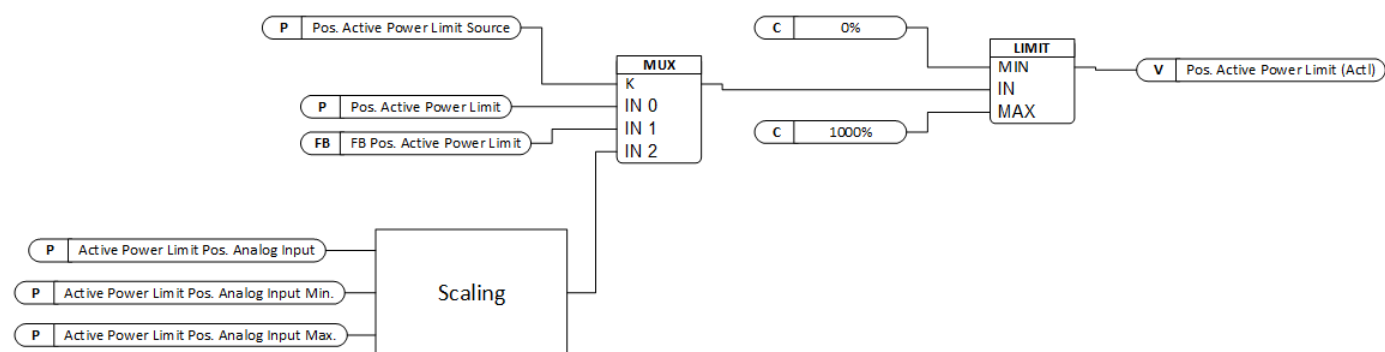 P Pos. Active Power Limit Source
C 0%
LIMIT
MUX
MIN
V Pos. Active Power Limit (Actl)
K
IN
P Pos. Active Power Limit
IN 0
MAX
IN 1
C 1000%
FB FB Pos. Active Power Limit
IN 2
P Active Power Limit Pos. Analog Input
Scaling
P Active Power Limit Pos. Analog Input Min.
P Active Power Limit Pos. Analog Input Max.